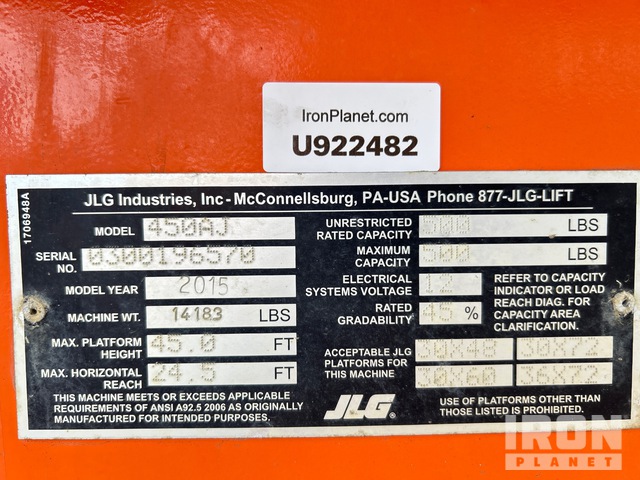 IronPlanet.com
U922482
1706948A
JLG Industries, Inc - McConnellsburg, PA-USA Phone 877-JLG-LIFT
MODEL 450AJ
SERIAL NO. 0300196570
MODEL YEAR 2015
MACHINE WT. 14183 LBS
MAX. PLATFORM HEIGHT 45.0 FT
MAX. HORIZONTAL REACH 24.5 FT
THIS MACHINE MEETS OR EXCEEDS APPLICABLE
REQUIREMENTS OF ANSI A92.5 2006 AS ORIGINALLY
MANUFACTURED FOR INTENDED PURPOSES.
UNRESTRICTED RATED CAPACITY 500 LBS
MAXIMUM CAPACITY 500 LBS
ELECTRICAL SYSTEMS VOLTAGE 12
RATED GRADABILITY 45 %
REFER TO CAPACITY
INDICATOR OR LOAD
REACH DIAG. FOR
CAPACITY AREA
CLARIFICATION.
ACCEPTABLE JLG
PLATFORMS FOR
THIS MACHINE
30X48 30X72
30X60 36X72
JLG®
USE OF PLATFORMS OTHER THAN
THOSE LISTED IS PROHIBITED.
IRON
PLANET